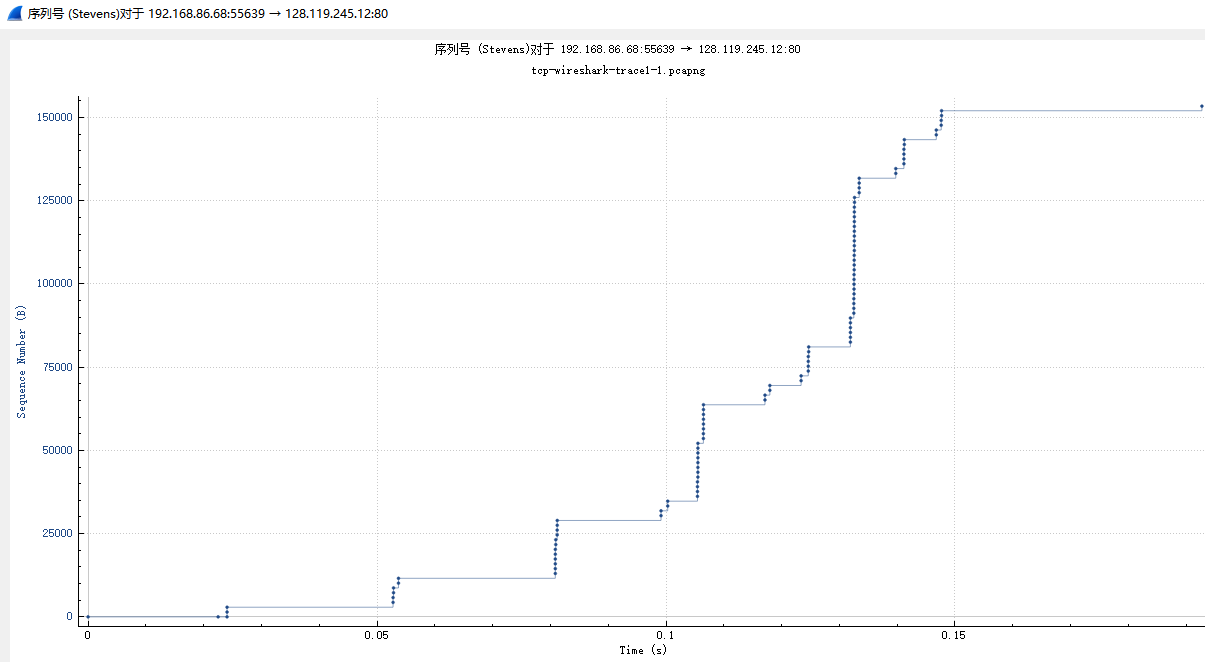 序列号 (Stevens)对于 192.168.86.68:55639 → 128.119.245.12:80
序列号 (Stevens)对于 192.168.86.68:55639 → 128.119.245.12:80
tcp-wireshark-trace1-1.pcapng
Sequence Number (B)
150000
125000
100000
75000
50000
25000
0
0 0.05 0.1 0.15
Time (s)